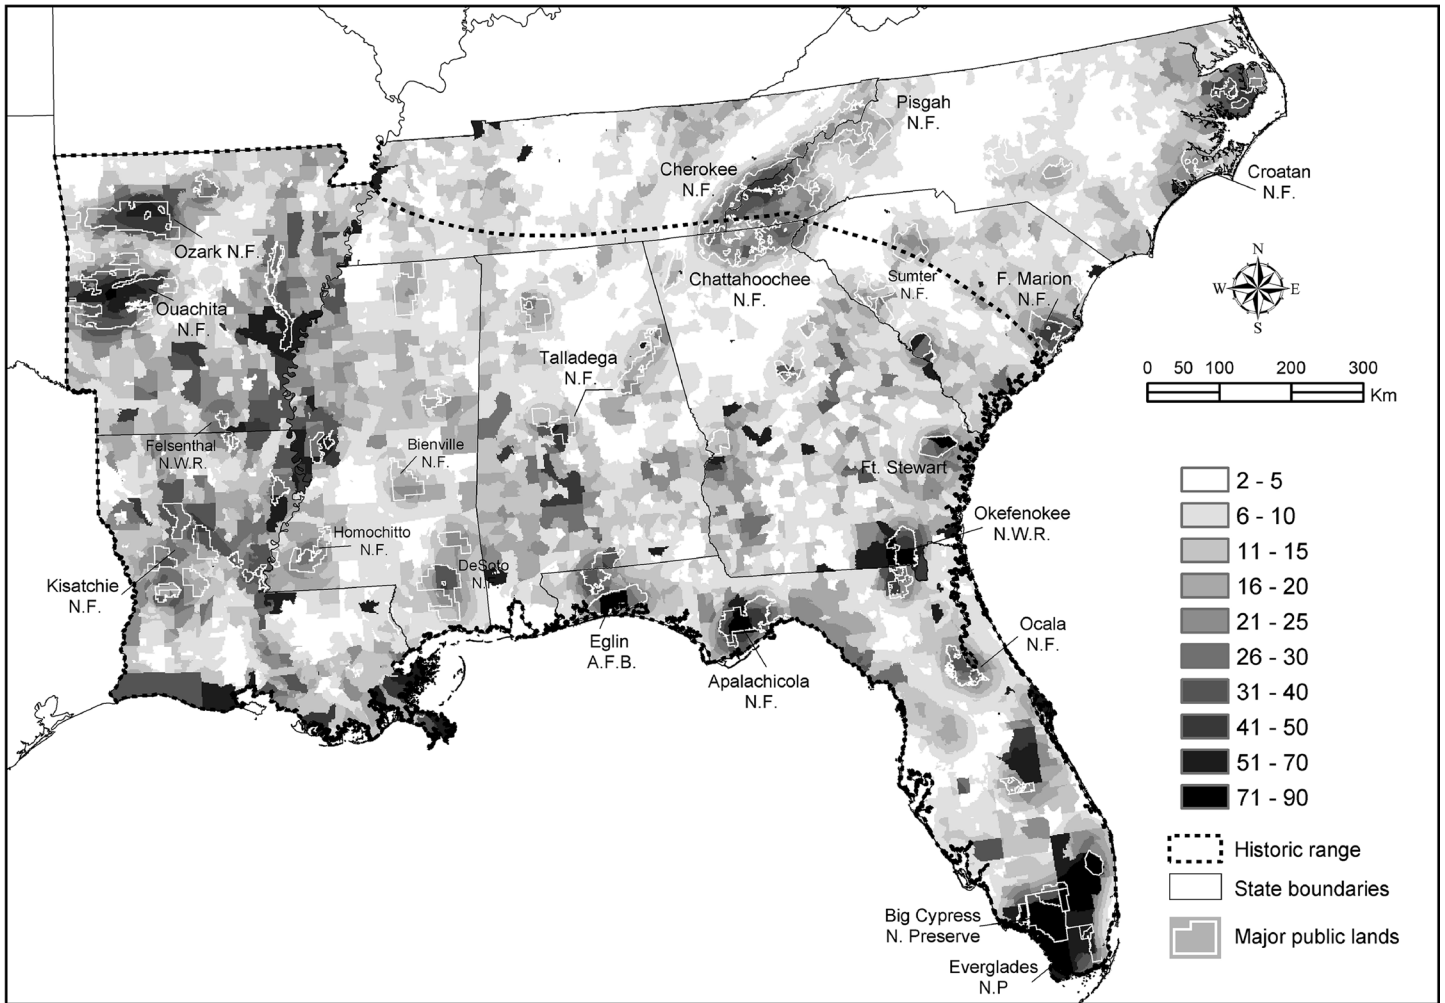 Pisgah
N.F.
Cherokee
N.F.
Croatan
N.F.
Ozark N.F.
Chattahoochee
N.F.
Sumter
N.F.
F. Marion
N.F.
Ouachita
N.F.
N
W
E
S
Talladega
N.F.
0 50 100 200 300
Km
Felsenthal
N.W.R.
Bienville
N.F.
Ft. Stewart
Homochitto
N.F.
Okefenokee
N.W.R.
Kisatchie
N.F.
DeSoto
N.F.
Eglin
A.F.B.
Apalachicola
N.F.
Ocala
N.F.
Big Cypress
N. Preserve
Everglades
N.P
2 - 5
6 - 10
11 - 15
16 - 20
21 - 25
26 - 30
31 - 40
41 - 50
51 - 70
71 - 90
Historic range
State boundaries
Major public lands